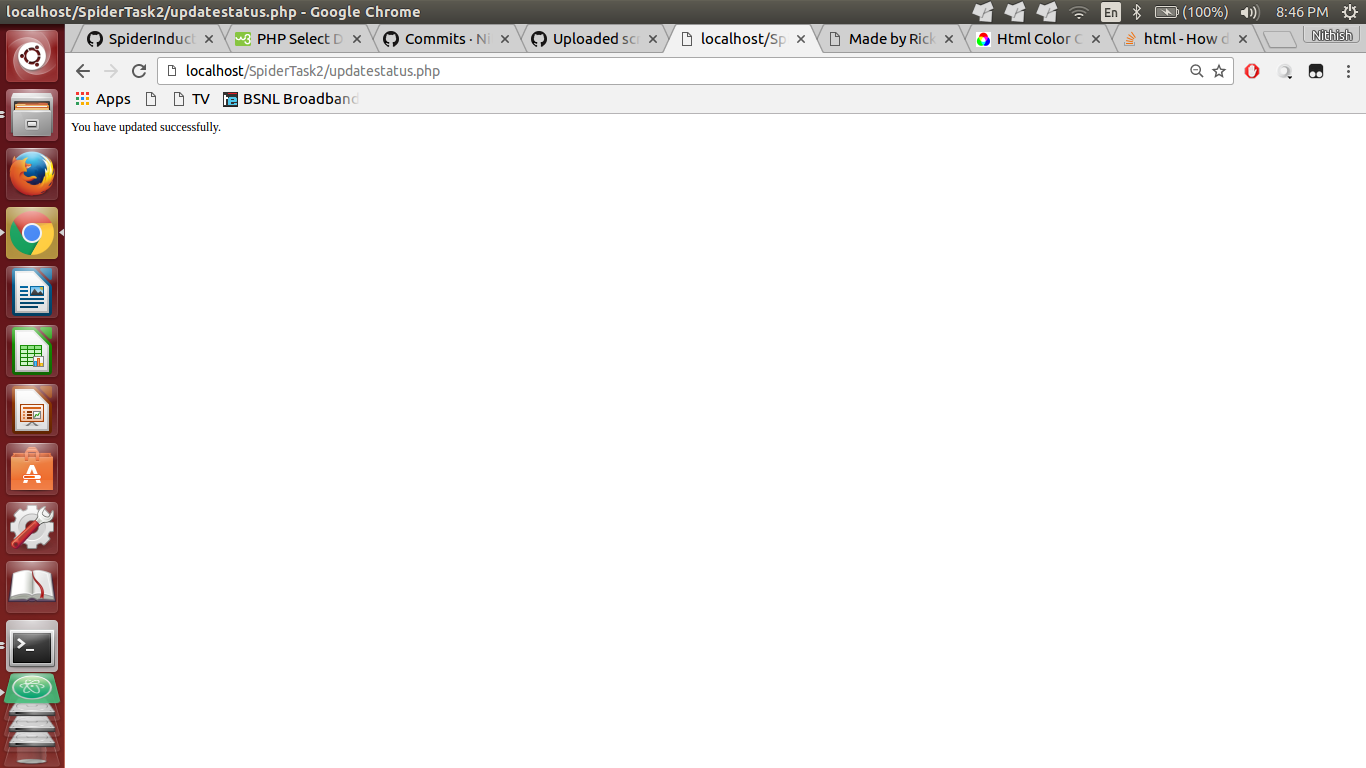 localhost/SpiderTask2/updatestatus.php - Google Chrome
En
(100%)
8:46 PM
SpiderInduct
PHP Select D
Commits · Ni
Uploaded scr
localhost/Sp
Made by Rick
Html Color C
html - How d
Nithish
localhost/SpiderTask2/updatestatus.php
Apps
TV
BSNL Broadband
You have updated successfully.